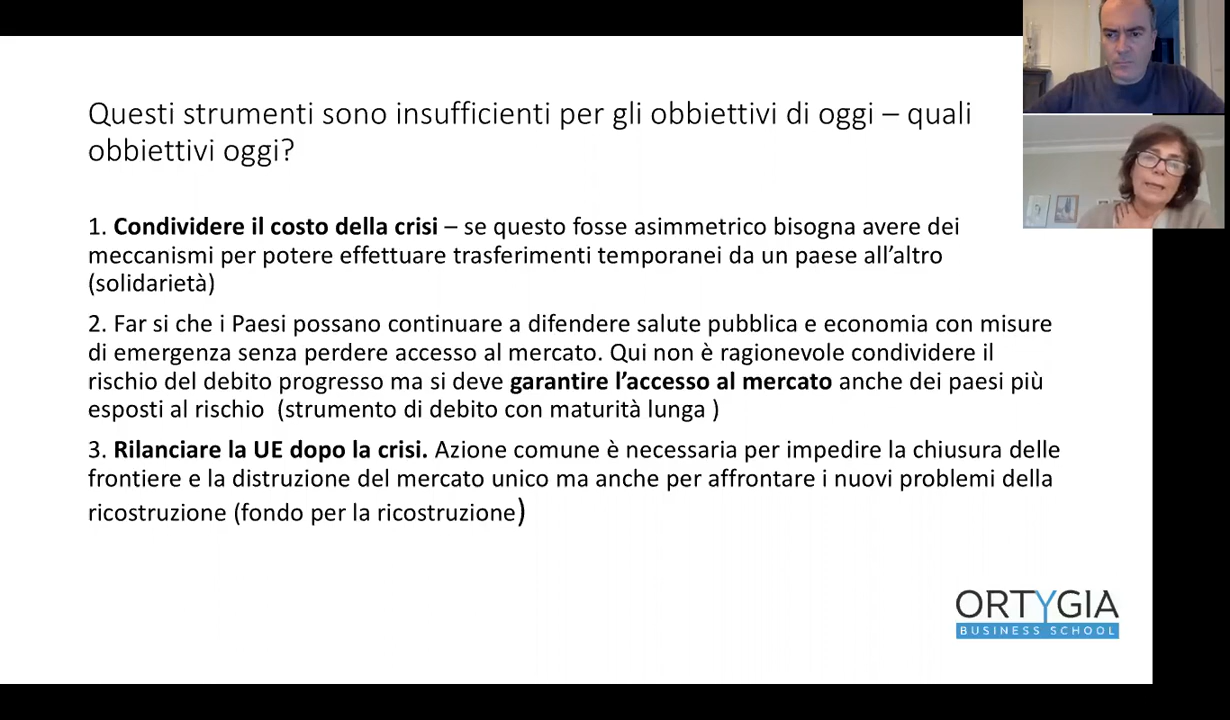 Questi strumenti sono insufficienti per gli obbiettivi di oggi – quali
obbiettivi oggi?
1. Condividere il costo della crisi – se questo fosse asimmetrico bisogna avere dei
meccanismi per potere effettuare trasferimenti temporanei da un paese all’altro
(solidarietà)
2. Far si che i Paesi possano continuare a difendere salute pubblica e economia con misure
di emergenza senza perdere accesso al mercato. Qui non è ragionevole condividere il
rischio del debito progresso ma si deve garantire l’accesso al mercato anche dei paesi più
esposti al rischio (strumento di debito con maturità lunga )
3. Rilanciare la UE dopo la crisi. Azione comune è necessaria per impedire la chiusura delle
frontiere e la distruzione del mercato unico ma anche per affrontare i nuovi problemi della
ricostruzione (fondo per la ricostruzione)
ORTYGIA
BUSINESS SCHOOL